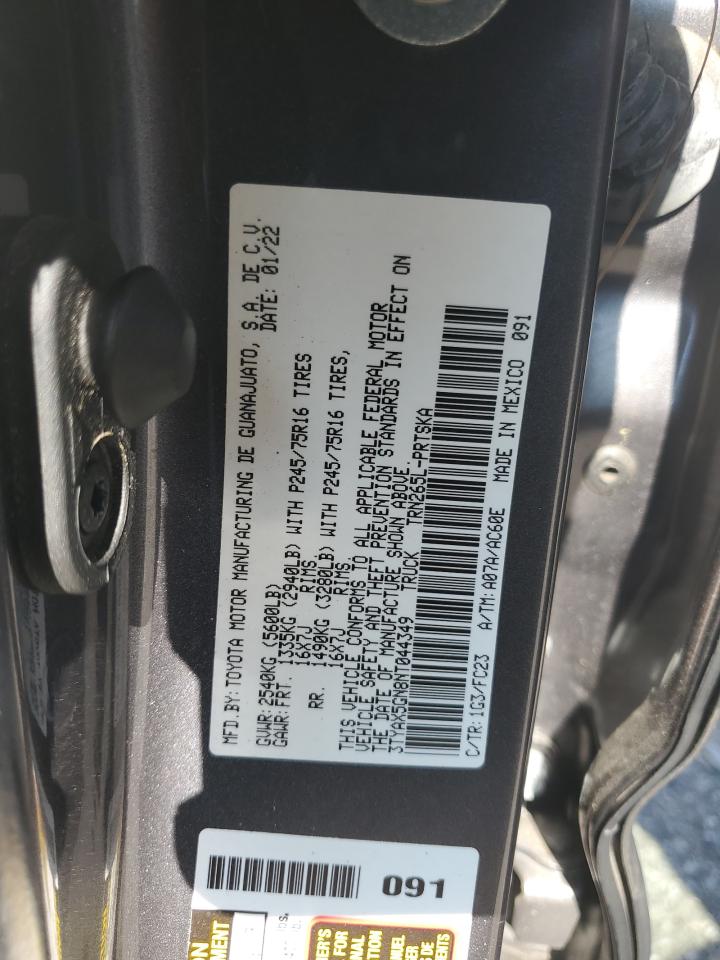 MFD.BY:TOYOTA MOTOR MANUFACTURING DE GUANAJUATO, S.A. DE C.V.
DATE: 01/22
GVWR:2540KG (5600LB)
GAWR:FRT. 1335KG (2940LB) WITH P245/75R16 TIRES
16X7J RIMS
RR. 1490KG (3280LB) WITH P245/75R16 TIRES,
16X7J RIMS.
THIS VEHICLE CONFORMS TO ALL APPLICABLE FEDERAL MOTOR
VEHICLE SAFETY AND THEFT PREVENTION STANDARDS IN EFFECT ON
THE DATE OF MANUFACTURE SHOWN ABOVE.
3TYAX5GN8NT044349 TRUCK TRN265L-PRTSKA
C/TR:1G3/FC23 A/TM:A07A/AC60E MADE IN MEXICO 091
091